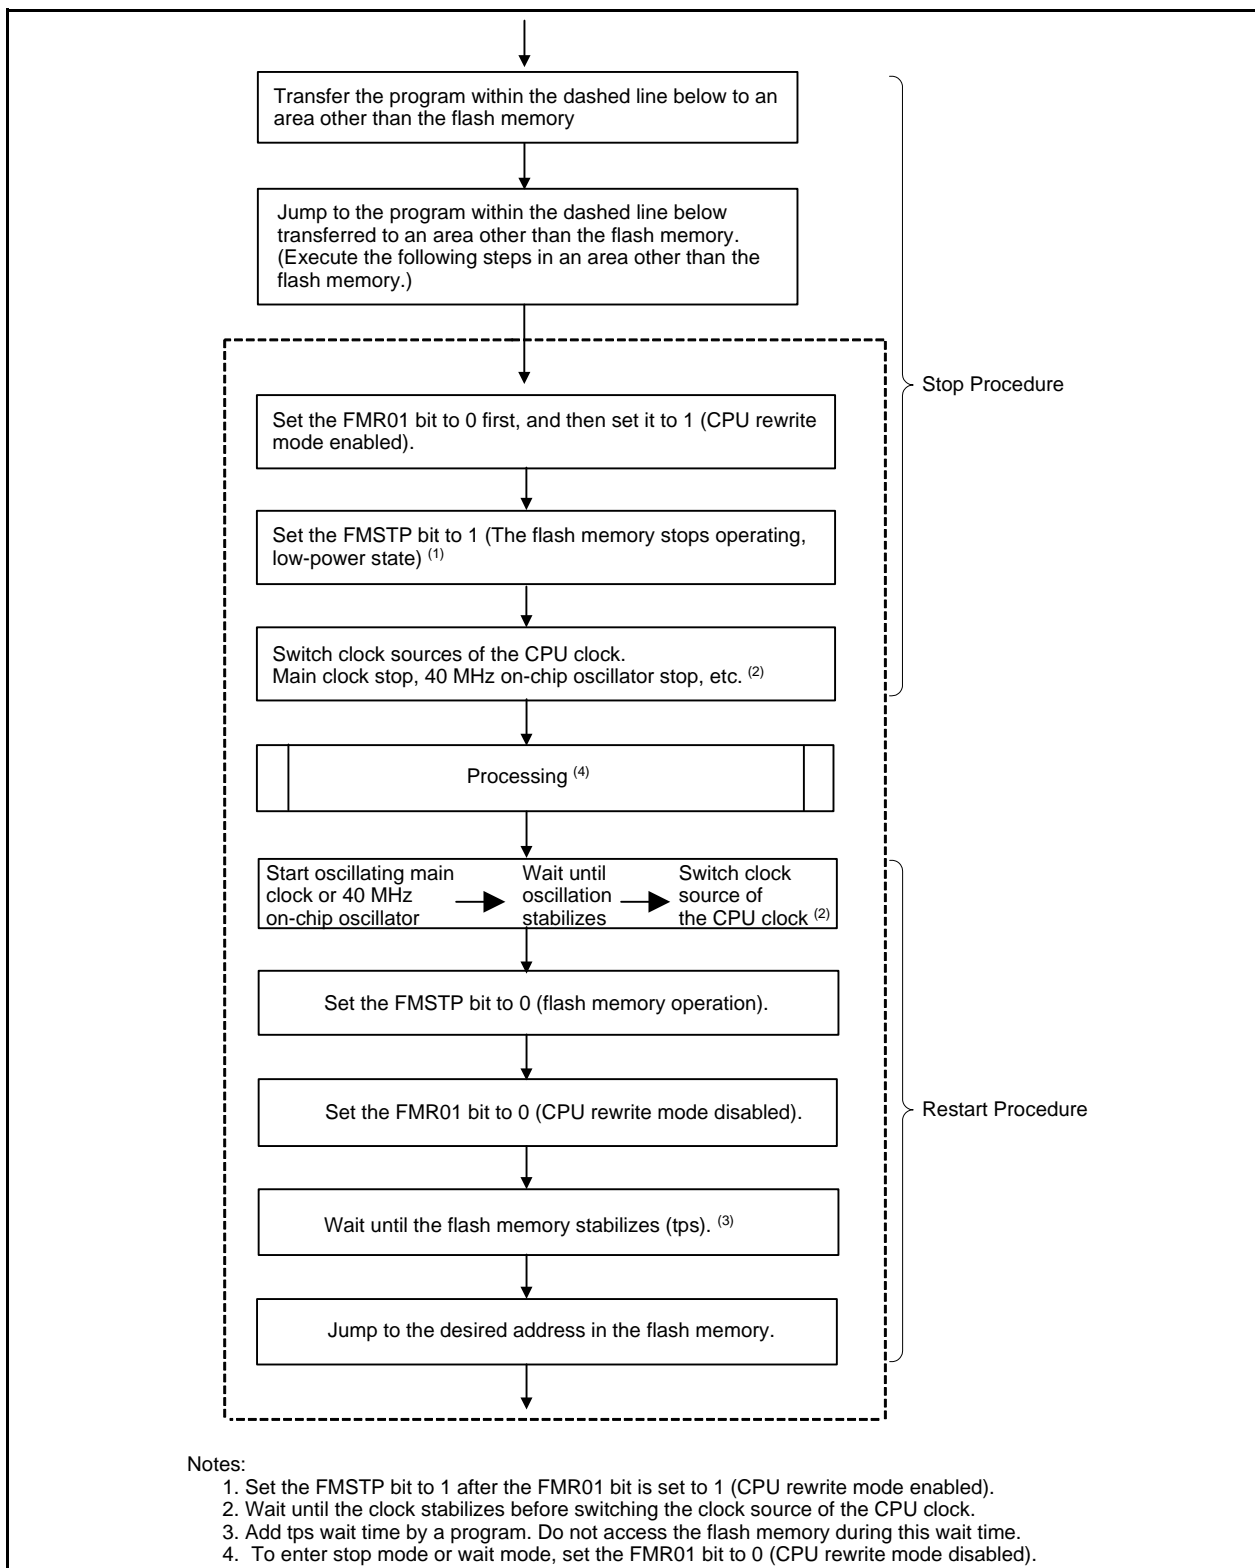 Transfer the program within the dashed line below to an
area other than the flash memory
Jump to the program within the dashed line below
transferred to an area other than the flash memory.
(Execute the following steps in an area other than the
flash memory.)
Stop Procedure
Set the FMR01 bit to 0 first, and then set it to 1 (CPU rewrite
mode enabled).
Set the FMSTP bit to 1 (The flash memory stops operating,
low-power state) (1)
Switch clock sources of the CPU clock.
Main clock stop, 40 MHz on-chip oscillator stop, etc. (2)
Processing (4)
Start oscillating main
clock or 40 MHz
on-chip oscillator
Wait until
oscillation
stabilizes
Switch clock
source of
the CPU clock (2)
Set the FMSTP bit to 0 (flash memory operation).
Set the FMR01 bit to 0 (CPU rewrite mode disabled).
Restart Procedure
Wait until the flash memory stabilizes (tps). (3)
Jump to the desired address in the flash memory.
Notes:
1. Set the FMSTP bit to 1 after the FMR01 bit is set to 1 (CPU rewrite mode enabled).
2. Wait until the clock stabilizes before switching the clock source of the CPU clock.
3. Add tps wait time by a program. Do not access the flash memory during this wait time.
4. To enter stop mode or wait mode, set the FMR01 bit to 0 (CPU rewrite mode disabled).